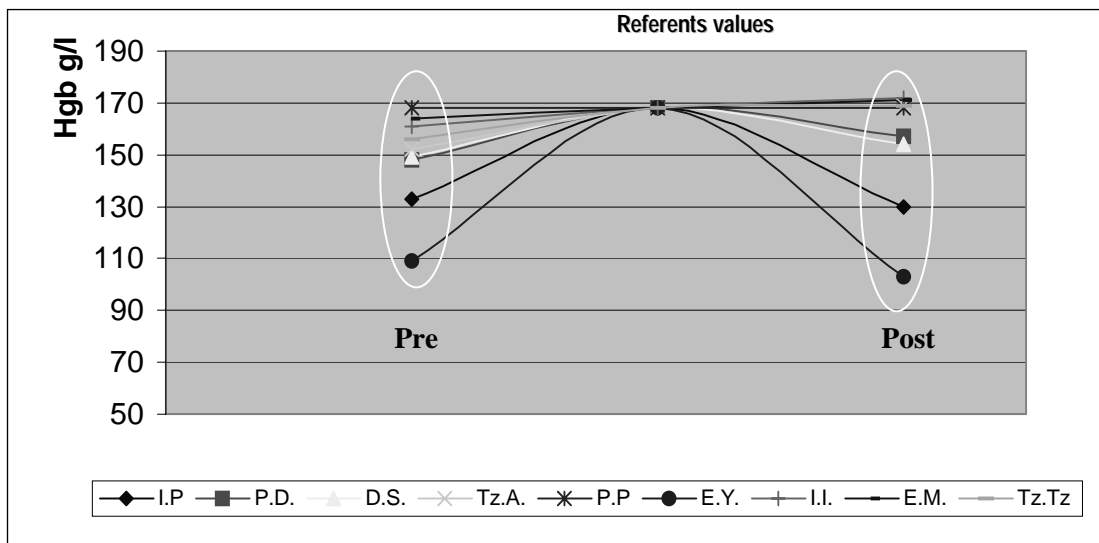 Referents values
Hgb g/l
190
170
150
130
110
90
70
50
Pre Post
I.P P.D. D.S. Tz.A. P.P E.Y. I.I. E.M. Tz.Tz